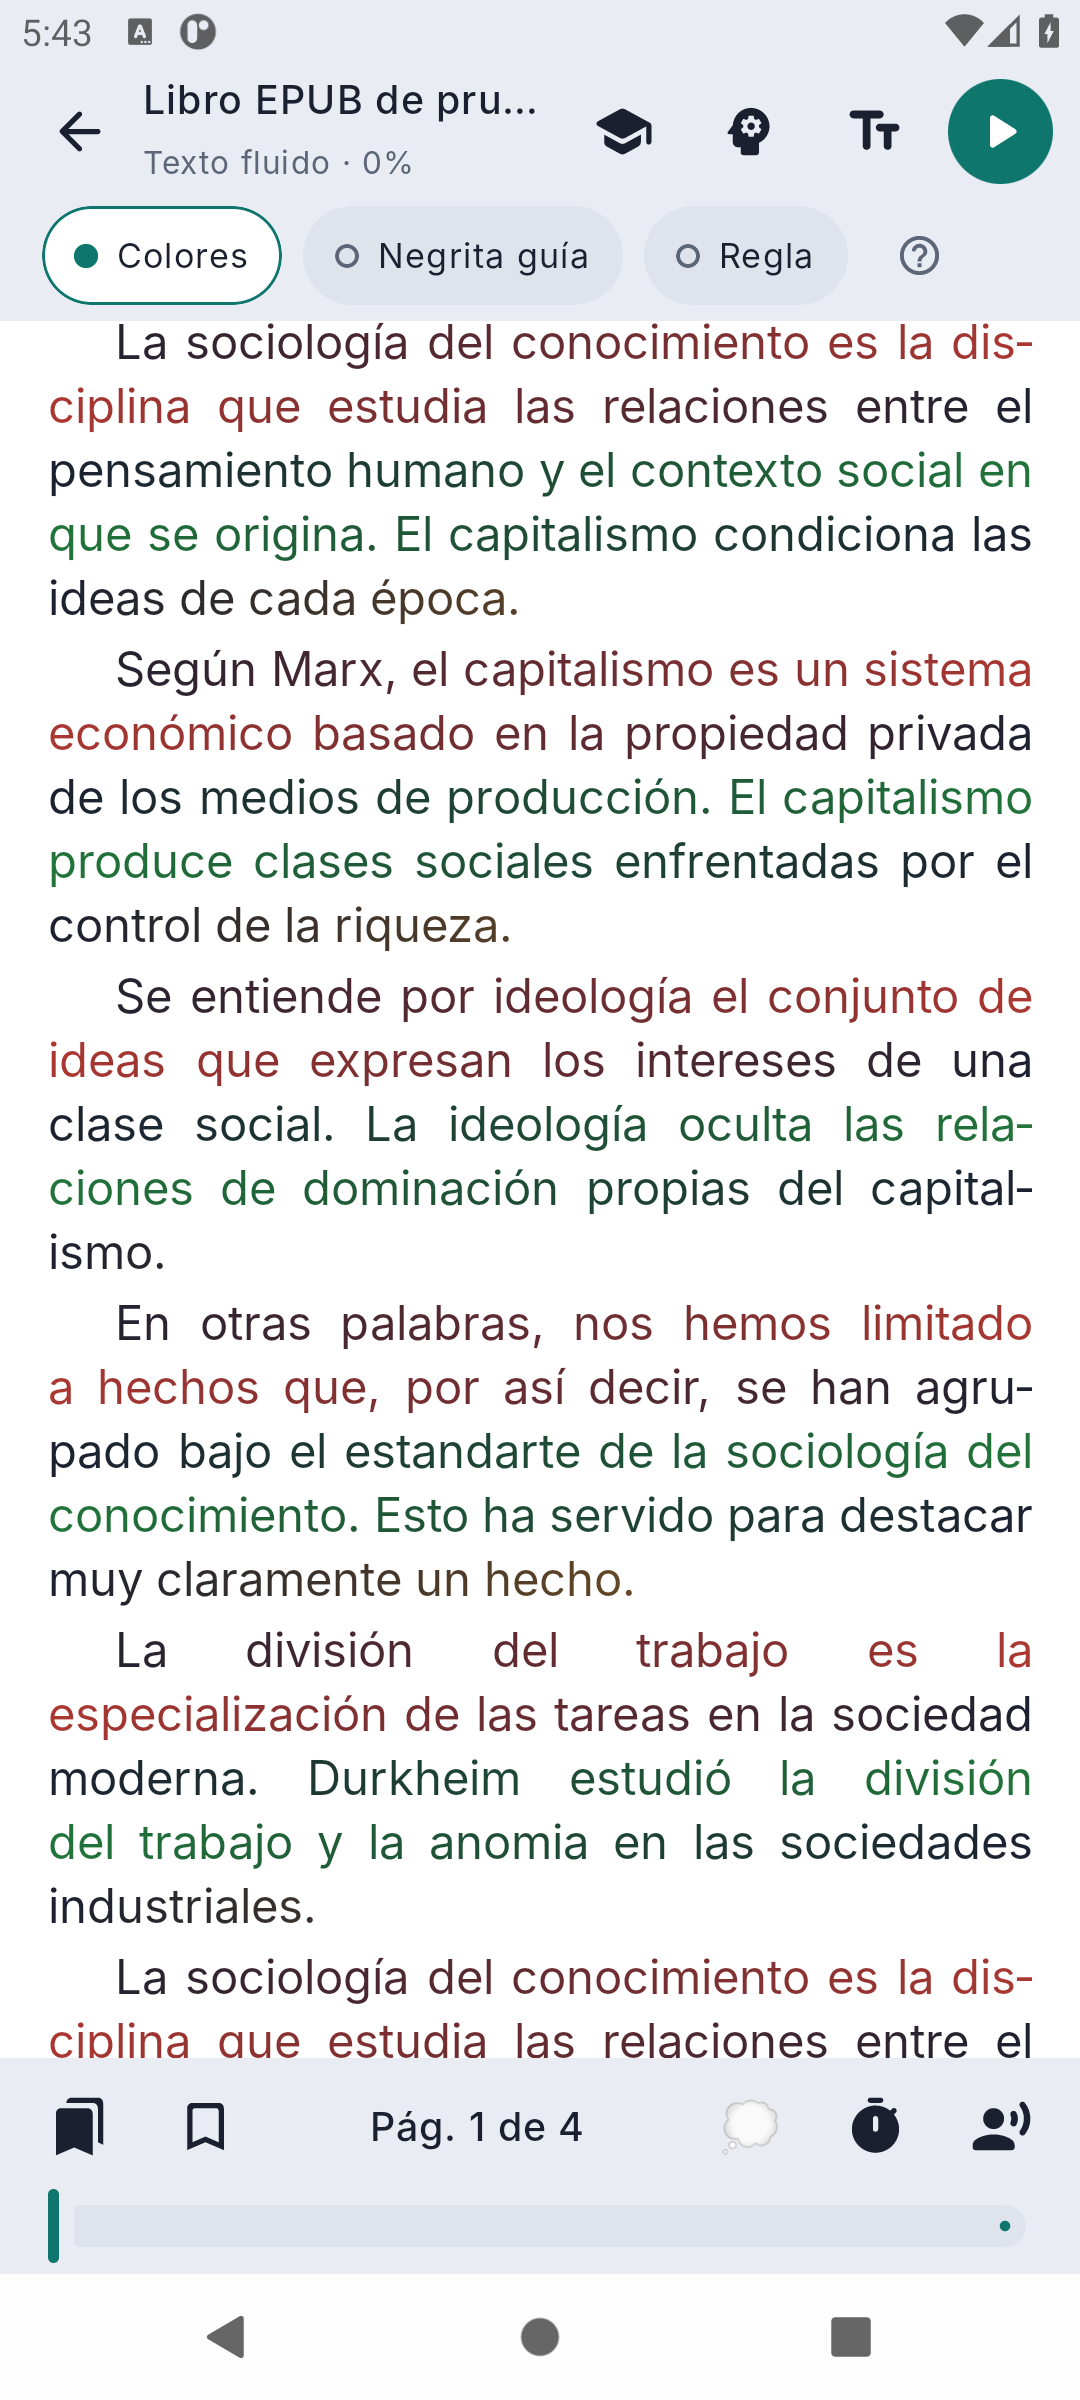 5:43
Libro EPUB de pru...
Texto fluido · 0%
Colores
Negrita guía
Regla
La sociología del conocimiento es la dis-
ciplina que estudia las relaciones entre el
pensamiento humano y el contexto social en
que se origina. El capitalismo condiciona las
ideas de cada época.
Según Marx, el capitalismo es un sistema
económico basado en la propiedad privada
de los medios de producción. El capitalismo
produce clases sociales enfrentadas por el
control de la riqueza.
Se entiende por ideología el conjunto de
ideas que expresan los intereses de una
clase social. La ideología oculta las rela-
ciones de dominación propias del capital-
ismo.
En otras palabras, nos hemos limitado
a hechos que, por así decir, se han agru-
pado bajo el estandarte de la sociología del
conocimiento. Esto ha servido para destacar
muy claramente un hecho.
La división del trabajo es la
especialización de las tareas en la sociedad
moderna. Durkheim estudió la división
del trabajo y la anomia en las sociedades
industriales.
La sociología del conocimiento es la dis-
ciplina que estudia las relaciones entre el
Pág. 1 de 4